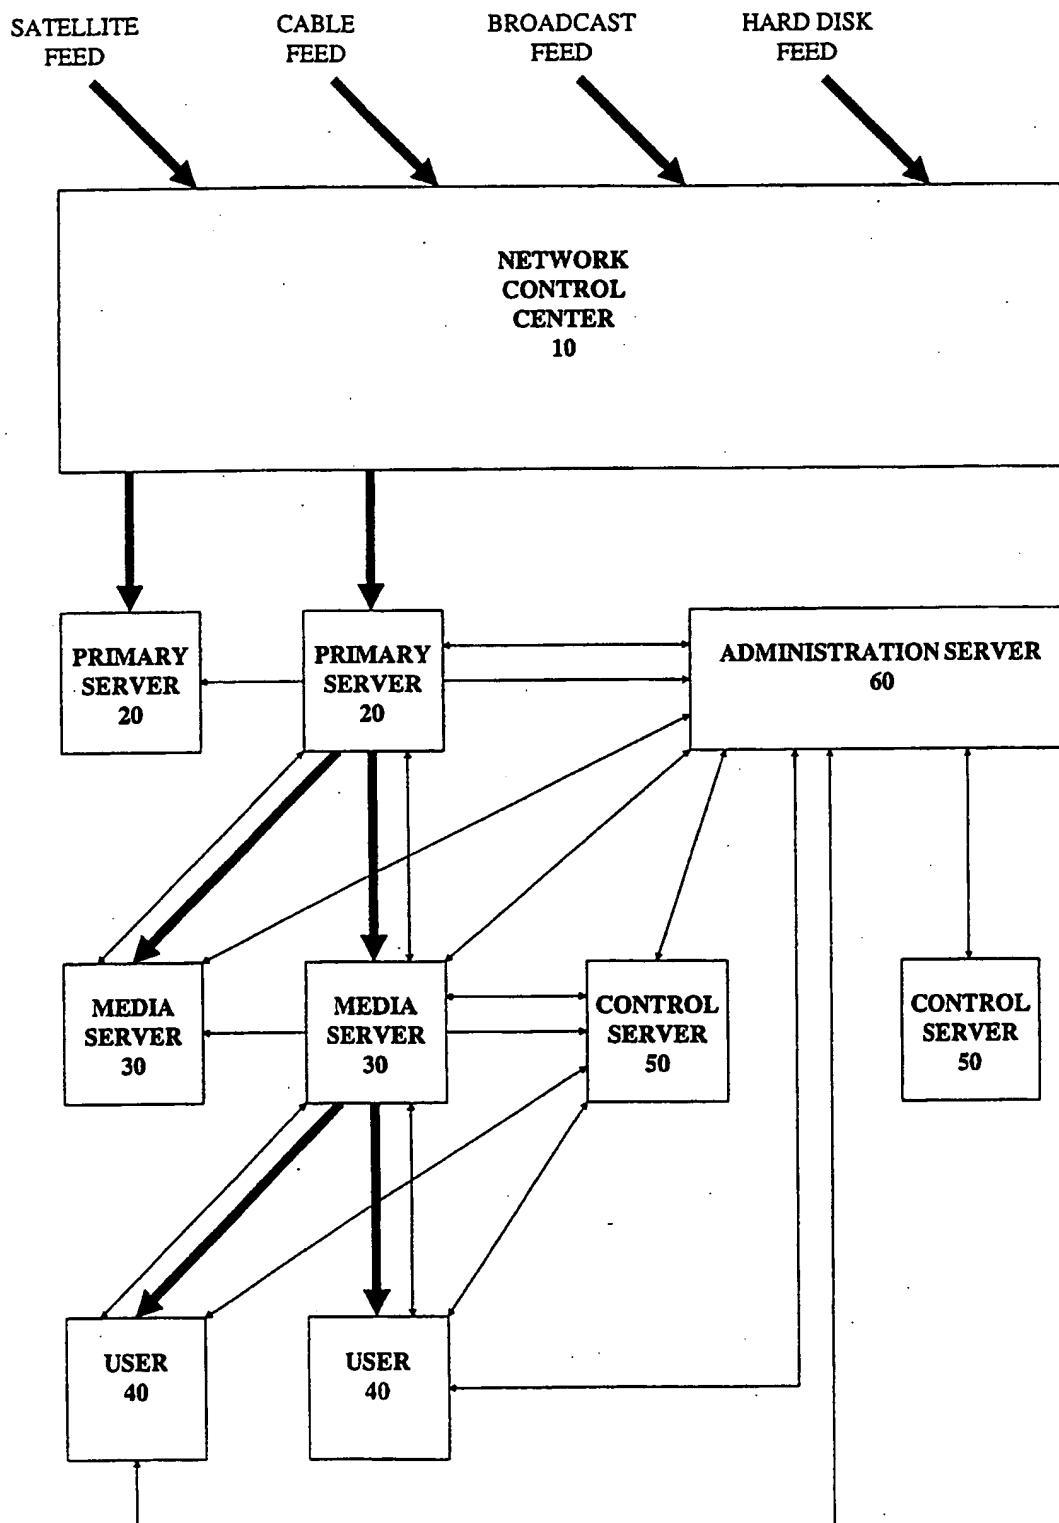 SATELLITE
FEED
CABLE
FEED
BROADCAST
FEED
HARD DISK
FEED
NETWORK
CONTROL
CENTER
10
PRIMARY
SERVER
20
PRIMARY
SERVER
20
ADMINISTRATION SERVER
60
MEDIA
SERVER
30
MEDIA
SERVER
30
CONTROL
SERVER
50
CONTROL
SERVER
50
USER
40
USER
40